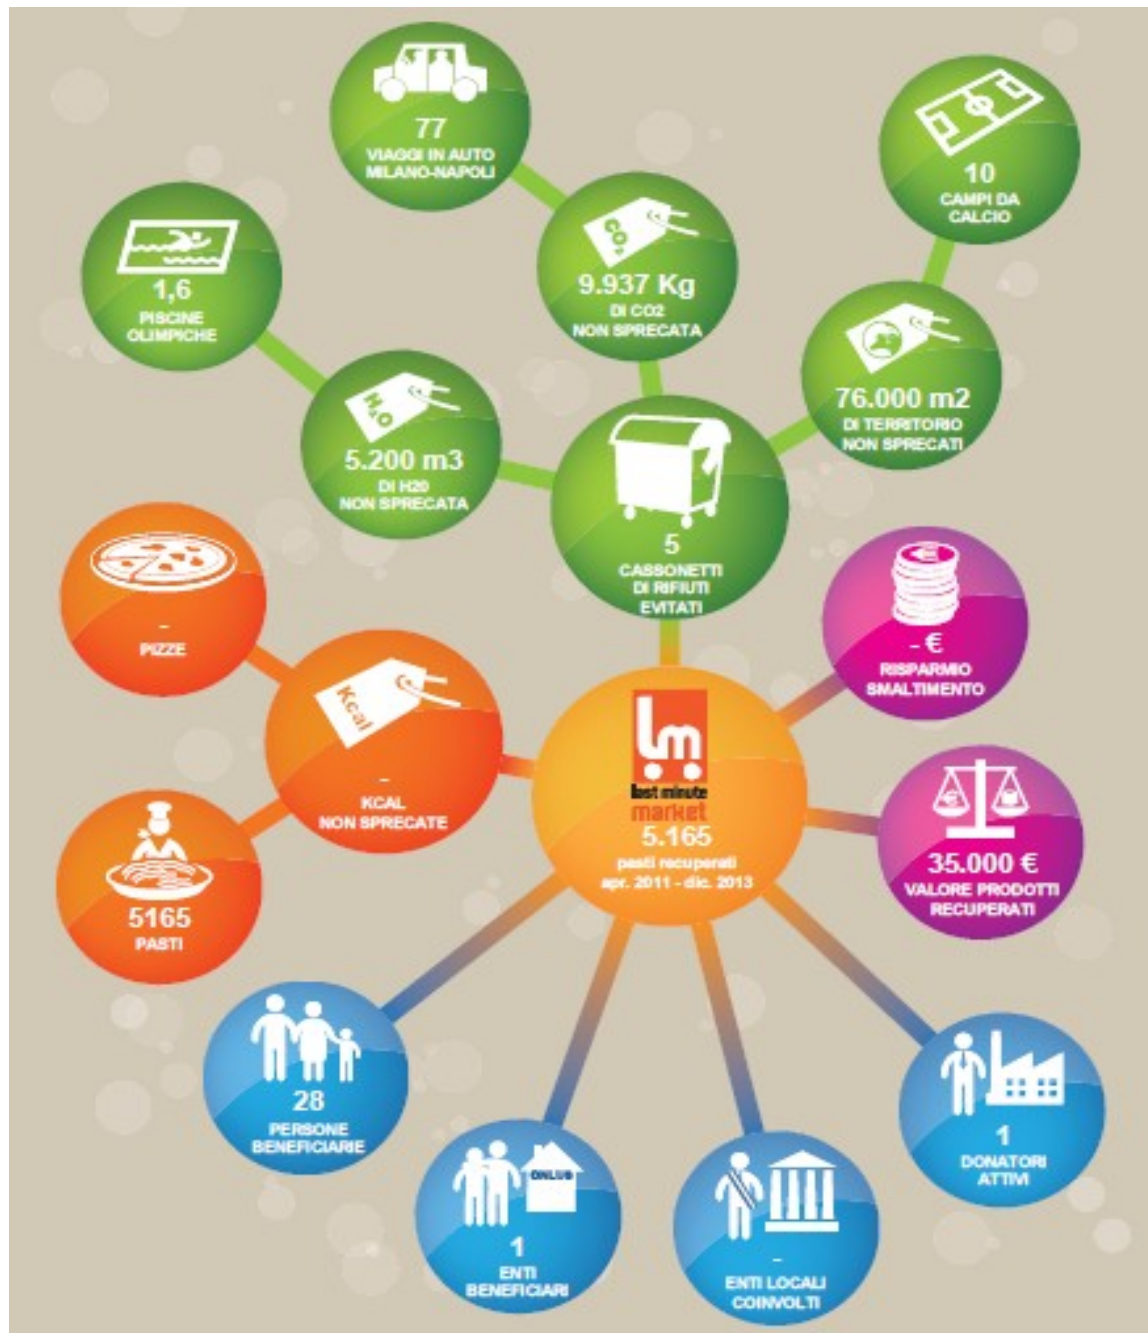 77
VIAGGI IN AUTO
MILANO-NAPOLI
10
CAMPI DA
CALCIO
CO2
9.937 Kg
DI CO2
NON SPRECATA
1,6
PISCINE
OLIMPICHE
76.000 m2
DI TERRITORIO
NON SPRECATI
H2O
5.200 m3
DI H20
NON SPRECATA
5
CASSONETTI
DI RIFIUTI
EVITATI
-
PIZZE
€
- €
RISPARMIO
SMALTIMENTO
Kcal
-
KCAL
NON SPRECATE
lm
last minute
market
5.165
pasti recuperati
apr. 2011 - dic. 2013
€
35.000 €
VALORE PRODOTTI
RECUPERATI
5165
PASTI
28
PERSONE
BENEFICIARIE
1
DONATORI
ATTIVI
ONLUS
1
ENTI
BENEFICIARI
-
ENTI LOCALI
COINVOLTI